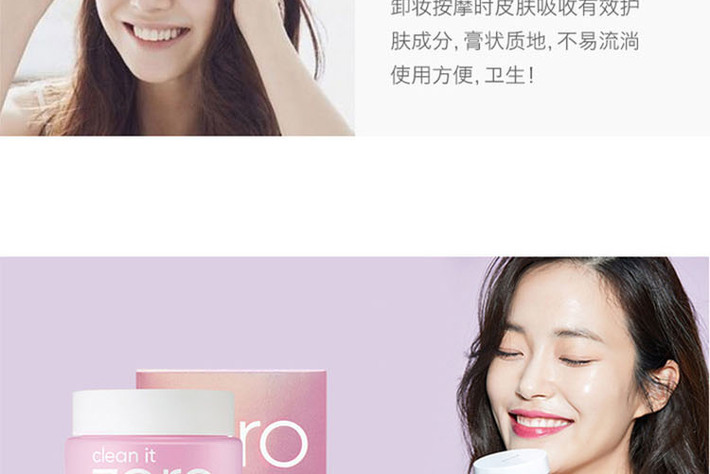 卸妆按摩时皮肤吸收有效护
肤成分, 膏状质地, 不易流淌
使用方便, 卫生!
ro
clean it
zero